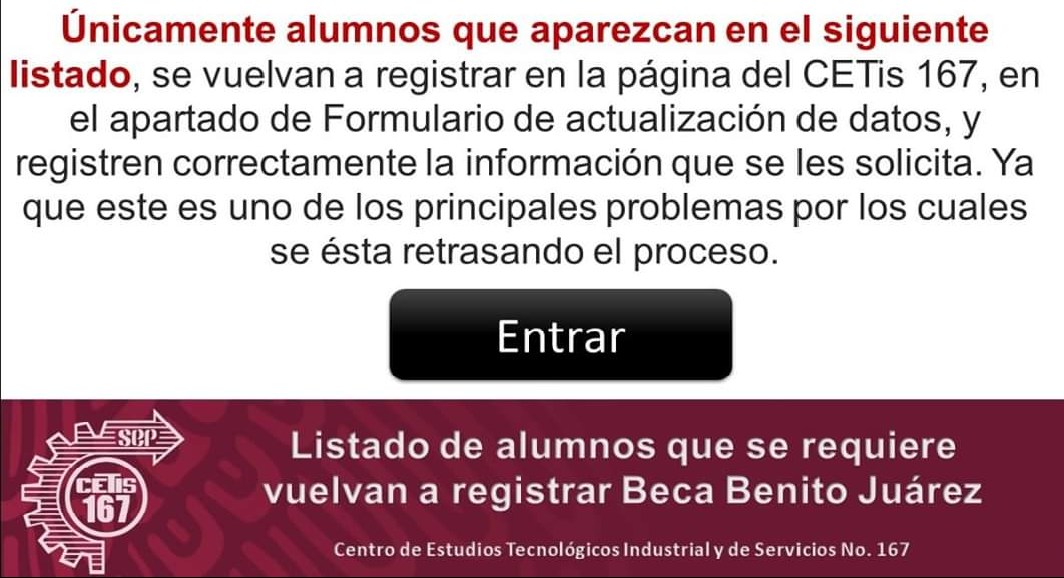 Únicamente alumnos que aparezcan en el siguiente
listado, se vuelvan a registrar en la página del CETis 167, en
el apartado de Formulario de actualización de datos, y
registren correctamente la información que se les solicita. Ya
que este es uno de los principales problemas por los cuales
se ésta retrasando el proceso.
Entrar
SEP
CETis
167
Listado de alumnos que se requiere
vuelvan a registrar Beca Benito Juárez
Centro de Estudios Tecnológicos Industrial y de Servicios No. 167